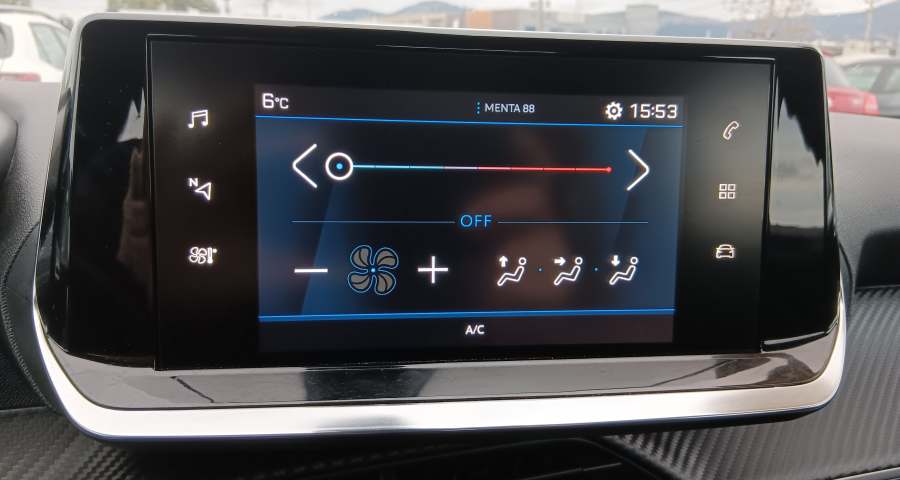 6°C
MENTA 88
15:53
N
OFF
A/C